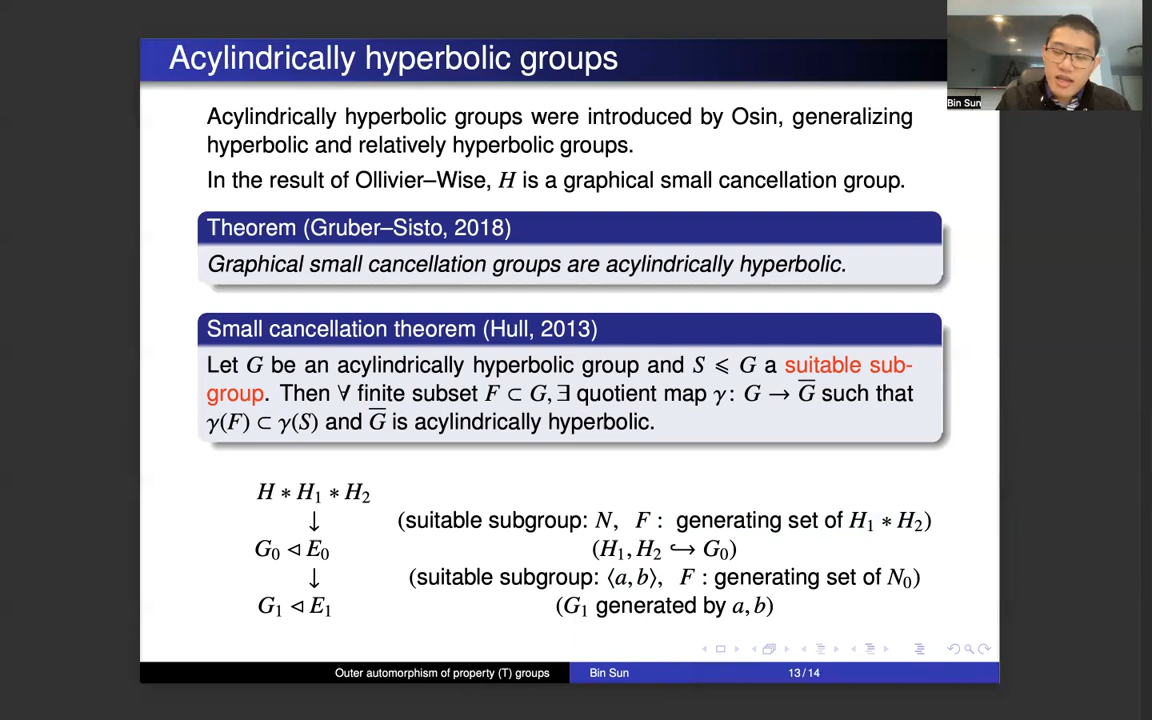 Acylindrically hyperbolic groups
Bin Sun
Acylindrically hyperbolic groups were introduced by Osin, generalizing
hyperbolic and relatively hyperbolic groups.
In the result of Ollivier–Wise, H is a graphical small cancellation group.
Theorem (Gruber–Sisto, 2018)
Graphical small cancellation groups are acylindrically hyperbolic.
Small cancellation theorem (Hull, 2013)
Let G be an acylindrically hyperbolic group and S ⩽ G a suitable sub-
group. Then ∀ finite subset F ⊂ G, ∃ quotient map γ: G → G̅ such that
γ(F) ⊂ γ(S) and G̅ is acylindrically hyperbolic.
H ∗ H₁ ∗ H₂
↓ (suitable subgroup: N, F : generating set of H₁ ∗ H₂)
G₀ ◁ E₀ (H₁, H₂ ↪ G₀)
↓ (suitable subgroup: ⟨a, b⟩, F : generating set of N₀)
G₁ ◁ E₁ (G₁ generated by a, b)
Outer automorphism of property (T) groups Bin Sun 13/14